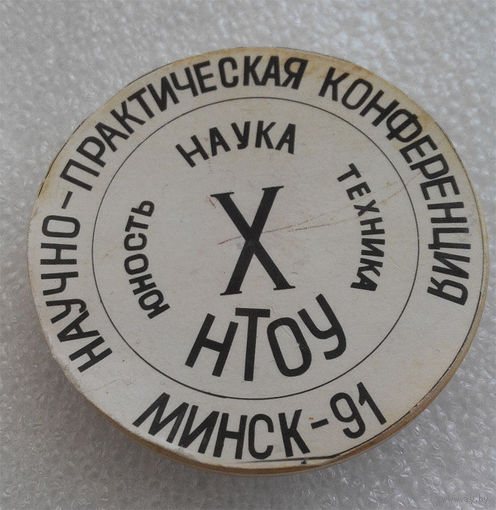 НАУЧНО-ПРАКТИЧЕСКАЯ КОНФЕРЕНЦИЯ
ЮНОСТЬ
НАУКА
ТЕХНИКА
X
НТОУ
МИНСК-91